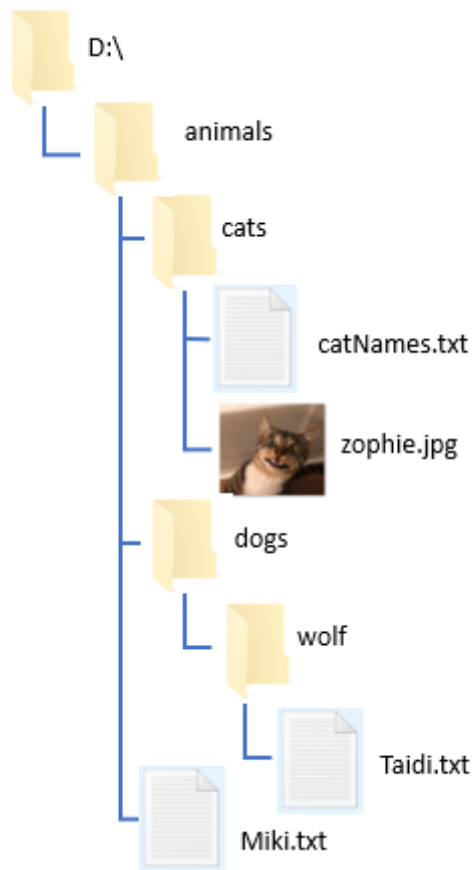 D:\
animals
cats
catNames.txt
zophie.jpg
dogs
wolf
Taidi.txt
Miki.txt